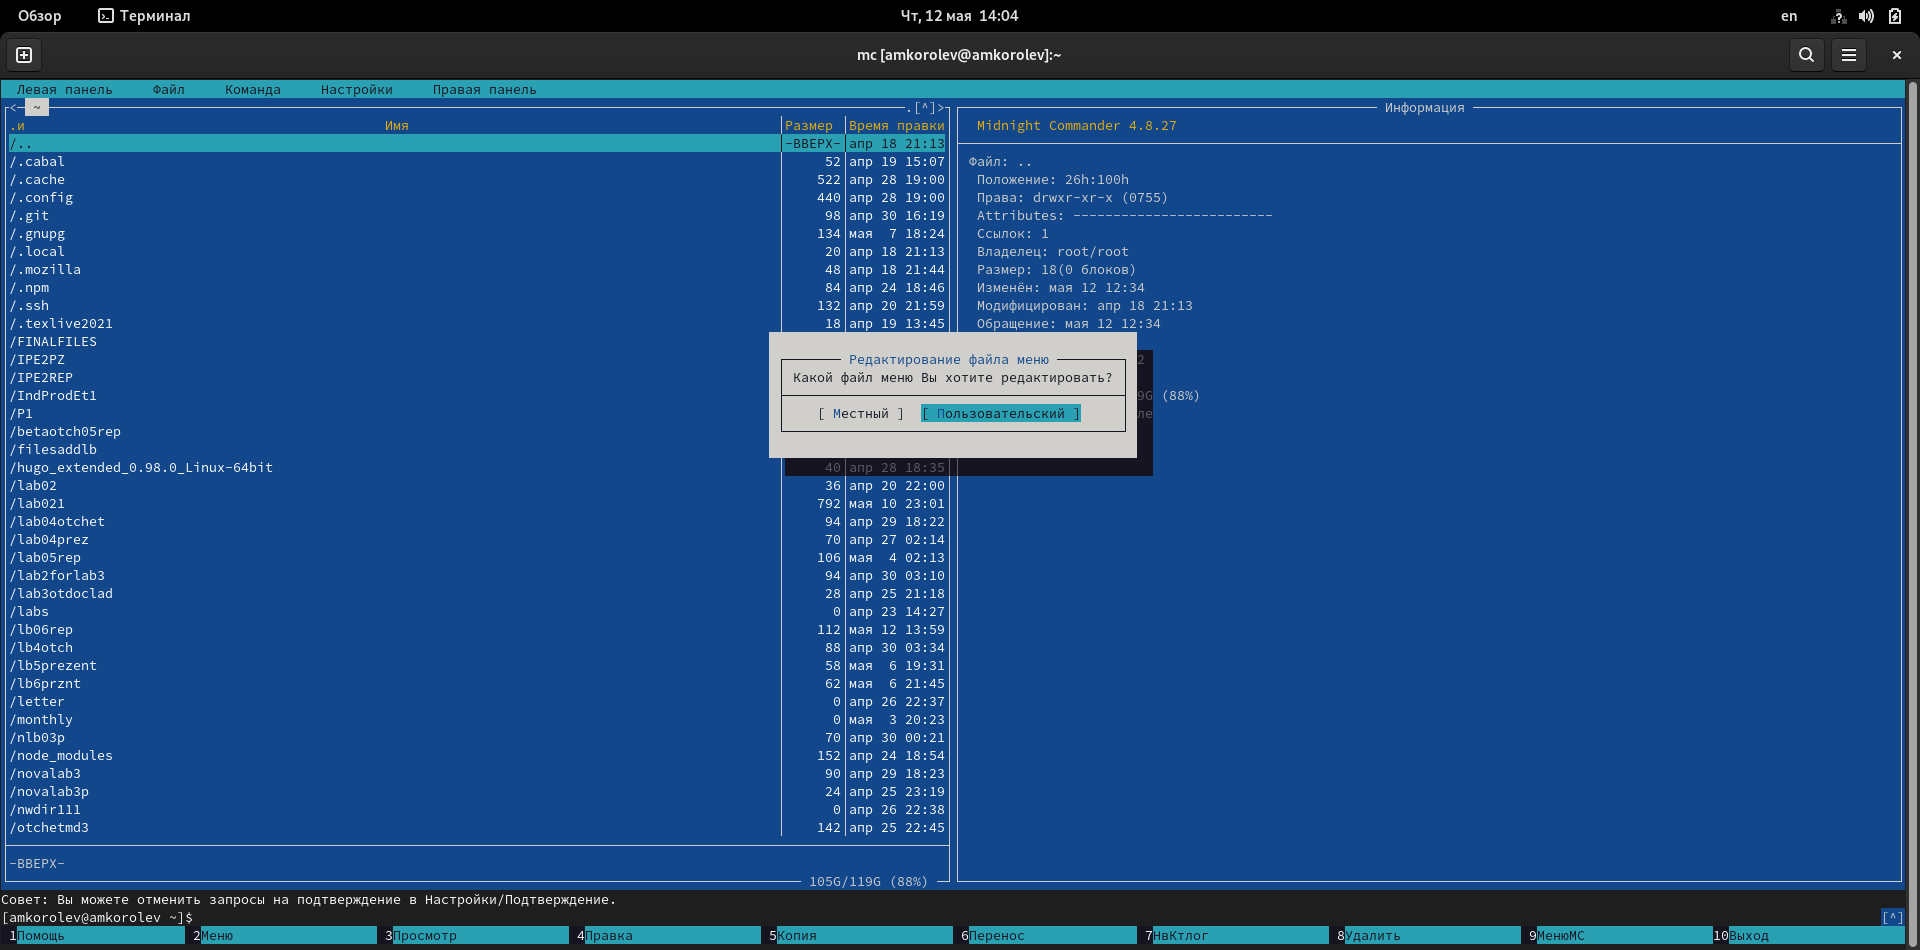 Обзор Терминал Чт, 12 мая 14:04 en
mc [amkorolev@amkorolev]:~
Левая панель Файл Команда Настройки Правая панель
<─ ~ .[^]> Информация
.и Имя Размер Время правки Midnight Commander 4.8.27
/.. -ВВЕРХ- апр 18 21:13
/.cabal 52 апр 19 15:07 Файл: ..
/.cache 522 апр 28 19:00 Положение: 26h:100h
/.config 440 апр 28 19:00 Права: drwxr-xr-x (0755)
/.git 98 апр 30 16:19 Attributes: -------------------------
/.gnupg 134 мая 7 18:24 Ссылок: 1
/.local 20 апр 18 21:13 Владелец: root/root
/.mozilla 48 апр 18 21:44 Размер: 18(0 блоков)
/.npm 84 апр 24 18:46 Изменён: мая 12 12:34
/.ssh 132 апр 20 21:59 Модифицирован: апр 18 21:13
/.texlive2021 18 апр 19 13:45 Обращение: мая 12 12:34
/FINALFILES
/IPE2PZ Редактирование файла меню 2
/IPE2REP Какой файл меню Вы хотите редактировать?
/IndProdEt1 9G (88%)
/P1 [ Местный ] [ Пользовательский ] ле
/betaotch05rep
/filesaddlb
/hugo_extended_0.98.0_Linux-64bit 40 апр 28 18:35
/lab02 36 апр 20 22:00
/lab021 792 мая 10 23:01
/lab04otchet 94 апр 29 18:22
/lab04prez 70 апр 27 02:14
/lab05rep 106 мая 4 02:13
/lab2forlab3 94 апр 30 03:10
/lab3otdoclad 28 апр 25 21:18
/labs 0 апр 23 14:27
/lb06rep 112 мая 12 13:59
/lb4otch 88 апр 30 03:34
/lb5prezent 58 мая 6 19:31
/lb6prznt 62 мая 6 21:45
/letter 0 апр 26 22:37
/monthly 0 мая 3 20:23
/nlb03p 70 апр 30 00:21
/node_modules 152 апр 24 18:54
/novalab3 90 апр 29 18:23
/novalab3p 24 апр 25 23:19
/nwdir111 0 апр 26 22:38
/otchetmd3 142 апр 25 22:45
-ВВЕРХ-
105G/119G (88%)
Совет: Вы можете отменить запросы на подтверждение в Настройки/Подтверждение.
[amkorolev@amkorolev ~]$ [^]
1Помощь 2Меню 3Просмотр 4Правка 5Копия 6Перенос 7НвКтлог 8Удалить 9МенюMC 10Выход